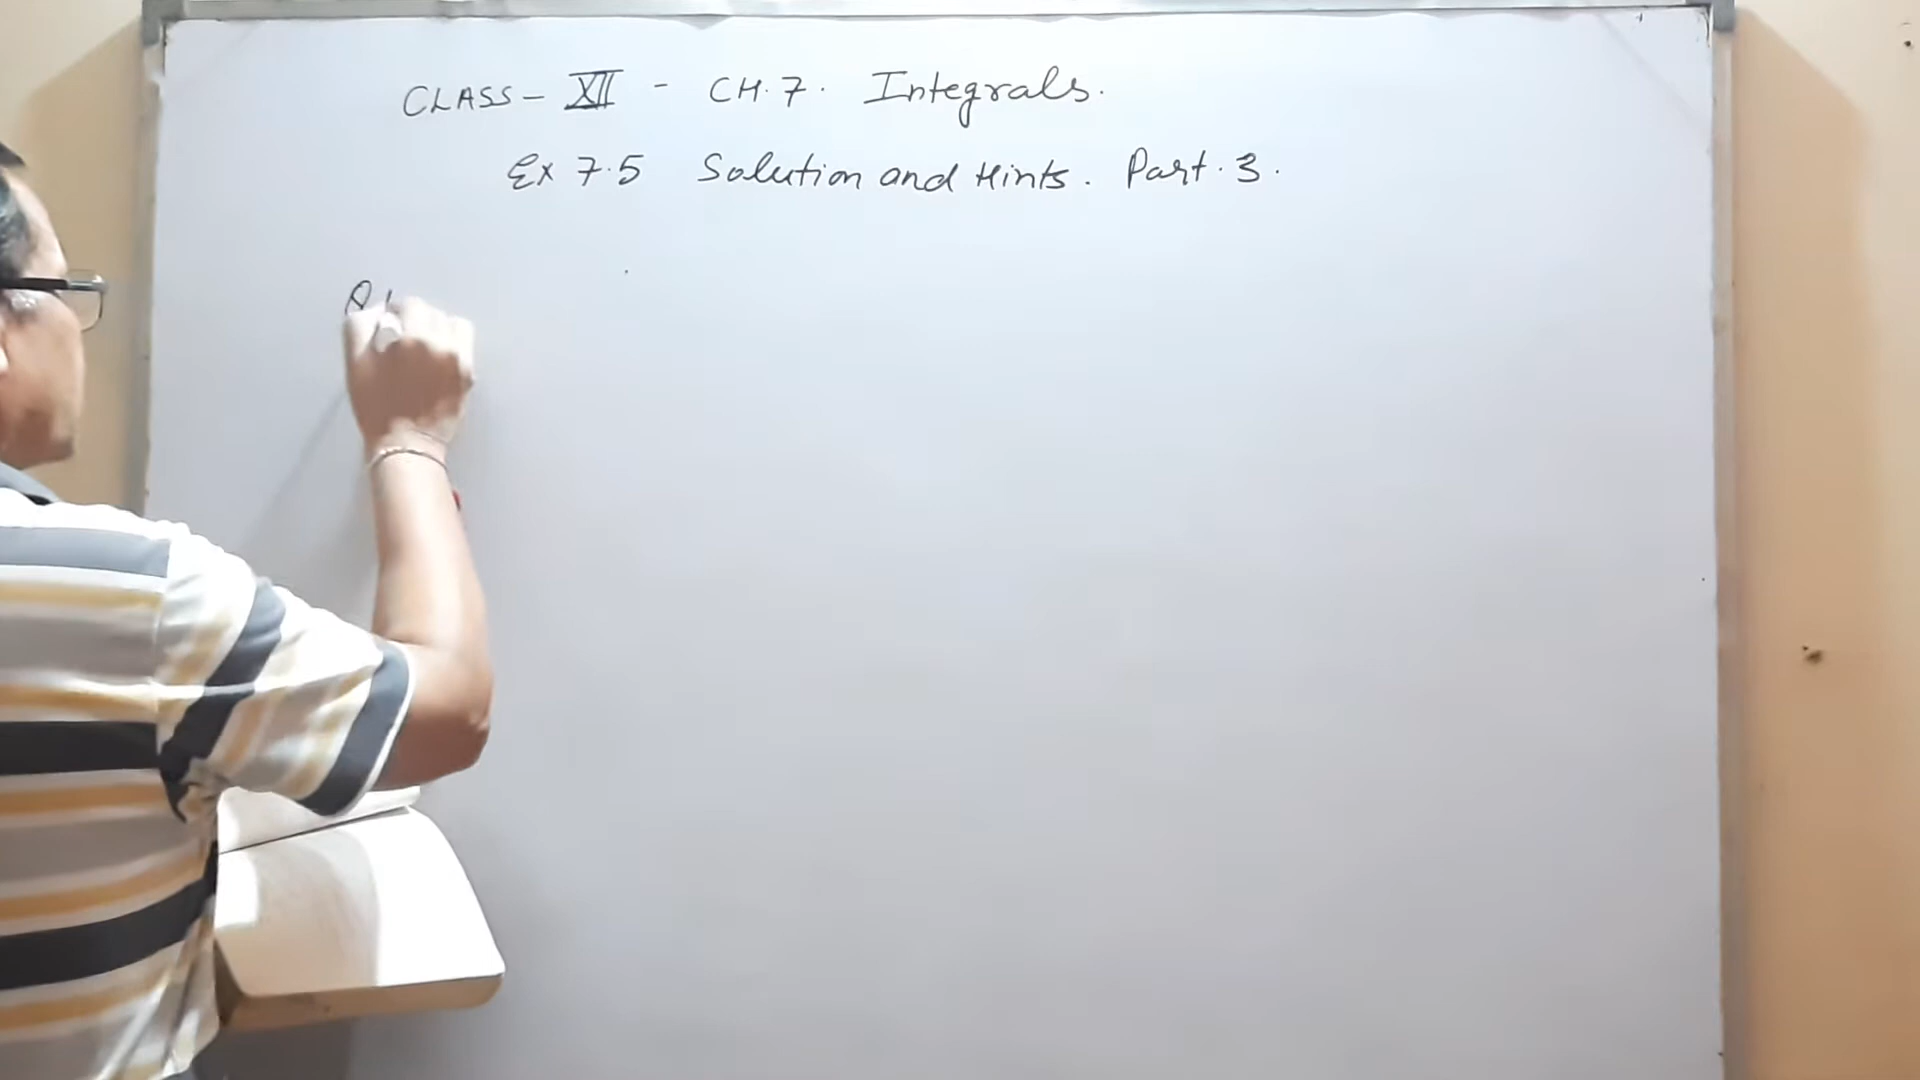 CLASS - XII - CH.7. Integrals.
Ex 7.5 Solution and Hints. Part.3.
Q